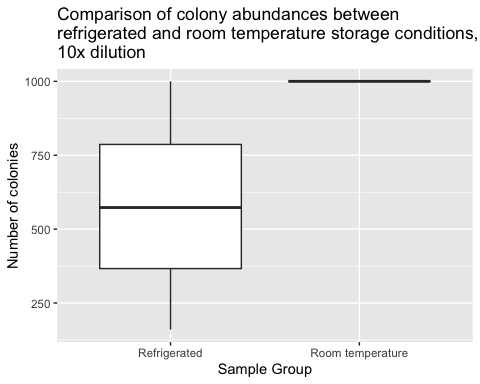 Comparison of colony abundances between
refrigerated and room temperature storage conditions,
10x dilution
Number of colonies
1000
750
500
250
Refrigerated
Room temperature
Sample Group